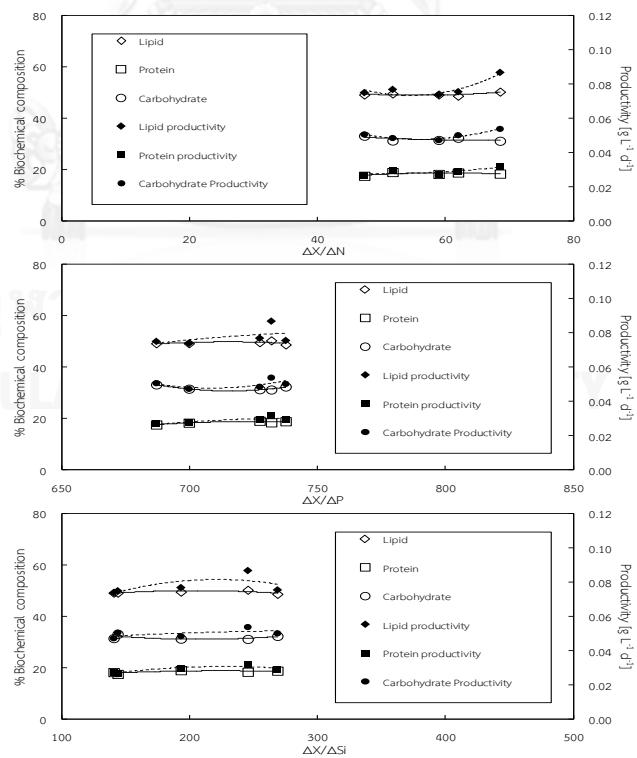 80
60
40
20
0
% Biochemical composition
Lipid
Protein
Carbohydrate
Lipid productivity
Protein productivity
Carbohydrate Productivity
0.12
0.10
0.08
0.06
0.04
0.02
0.00
Productivity [g L-1 d-1]
0 20 40 60 80
ΔX/ΔN
80
60
40
20
0
% Biochemical composition
Lipid
Protein
Carbohydrate
Lipid productivity
Protein productivity
Carbohydrate Productivity
0.12
0.10
0.08
0.06
0.04
0.02
0.00
Productivity [g L-1 d-1]
650 700 750 800 850
ΔX/ΔP
80
60
40
20
0
% Biochemical composition
Lipid
Protein
Carbohydrate
Lipid productivity
Protein productivity
Carbohydrate Productivity
0.12
0.10
0.08
0.06
0.04
0.02
0.00
Productivity [g L-1 d-1]
100 200 300 400 500
ΔX/ΔSi